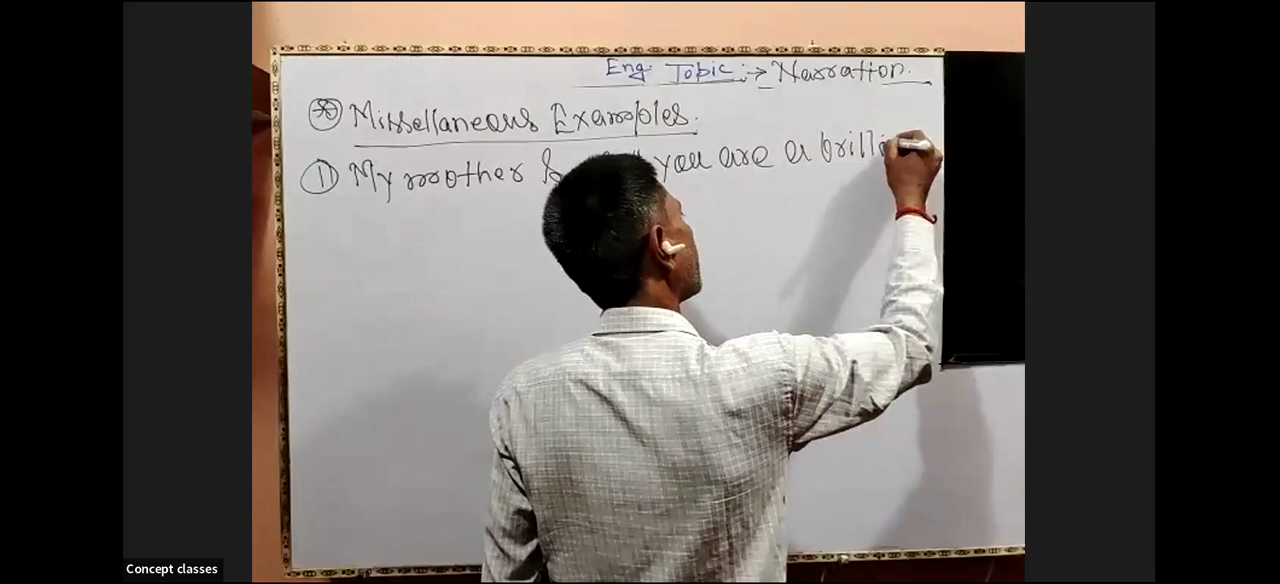 Eng. Topic :→ Narration.
Missellaneous Examples.
① My mother you are a brilli
Concept classes